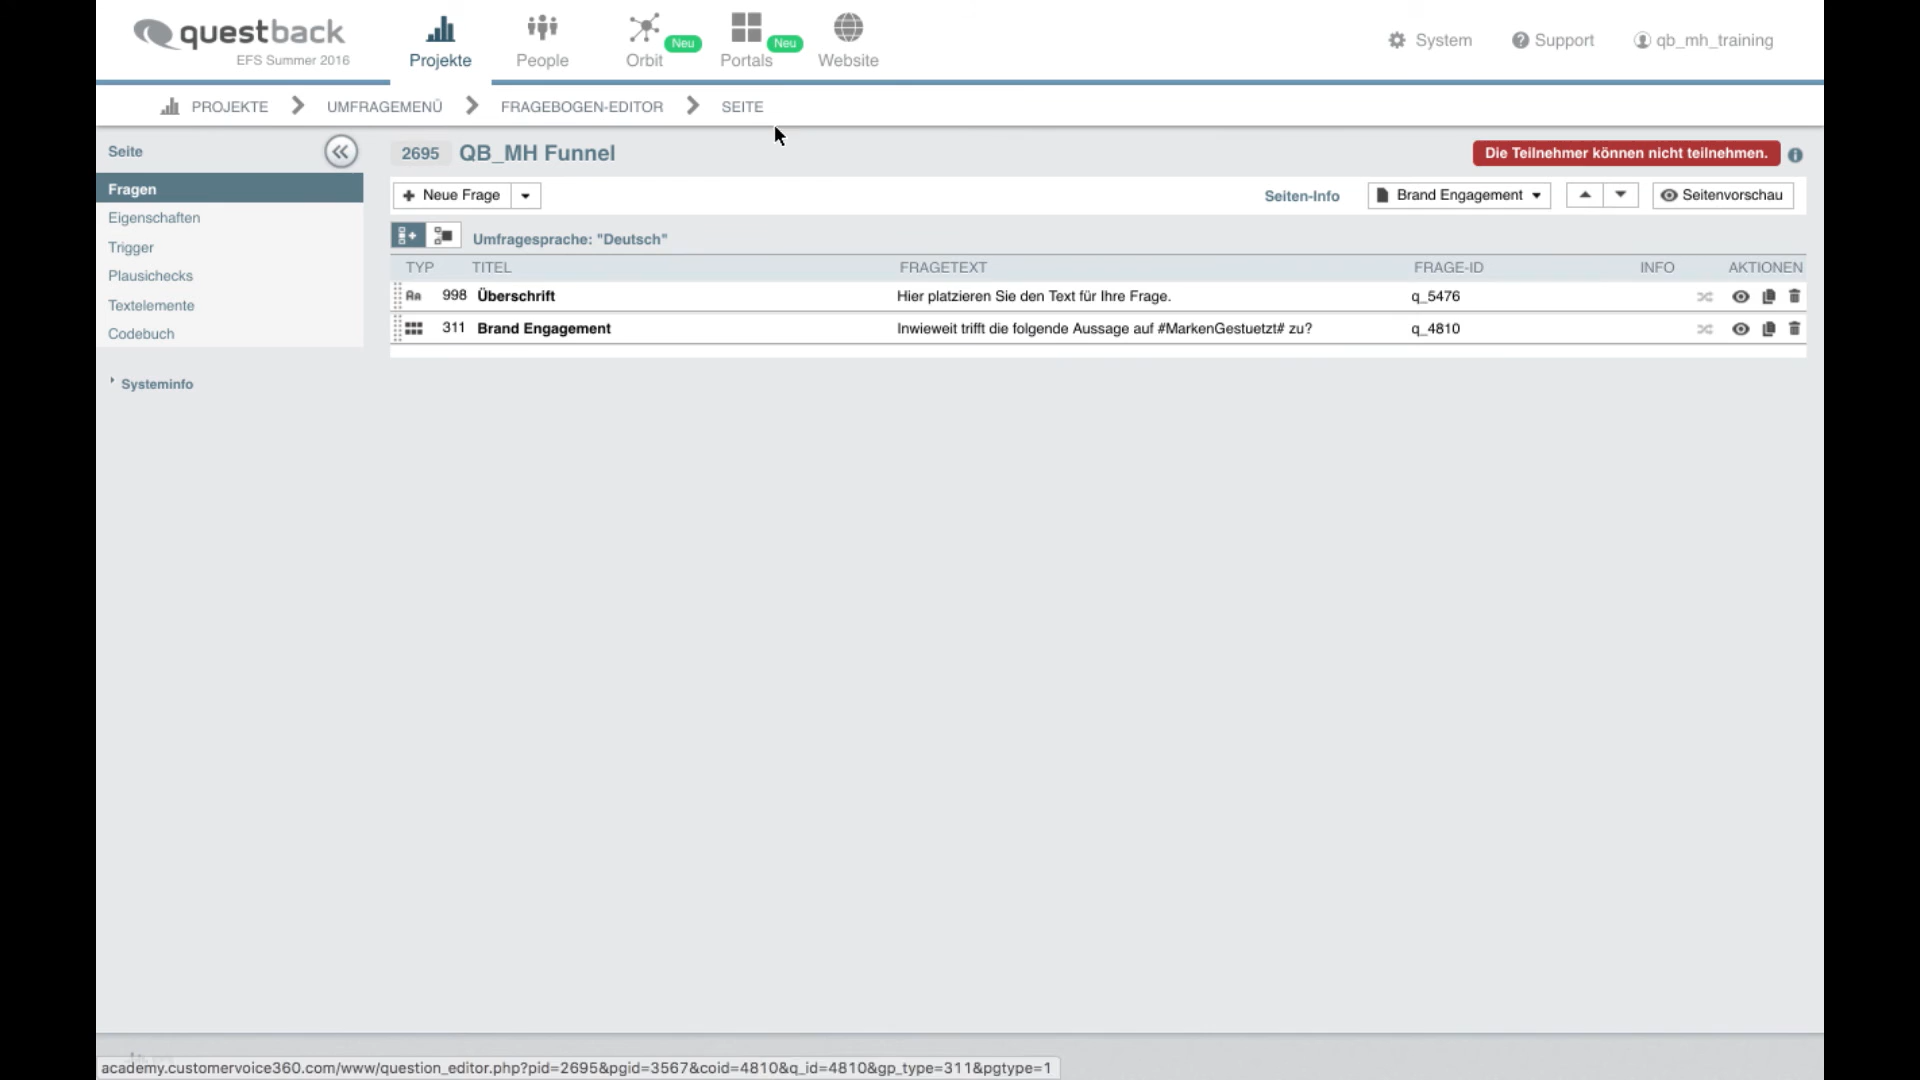 questback
EFS Summer 2016
Projekte
People
Orbit
Neu
Portals
Neu
Website
System
Support
qb_mh_training
PROJEKTE
UMFRAGEMENÜ
FRAGEBOGEN-EDITOR
SEITE
Seite
Fragen
Eigenschaften
Trigger
Plausichecks
Textelemente
Codebuch
Systeminfo
2695 QB_MH Funnel
Die Teilnehmer können nicht teilnehmen.
Neue Frage
Seiten-Info
Brand Engagement
Seitenvorschau
Umfragesprache: "Deutsch"
TYP TITEL FRAGETEXT FRAGE-ID INFO AKTIONEN
Aa 998 Überschrift Hier platzieren Sie den Text für Ihre Frage. q_5476
311 Brand Engagement Inwieweit trifft die folgende Aussage auf #MarkenGestuetzt# zu? q_4810
academy.customervoice360.com/www/question_editor.php?pid=2695&pgid=3567&coid=4810&q_id=4810&gp_type=311&pgtype=1